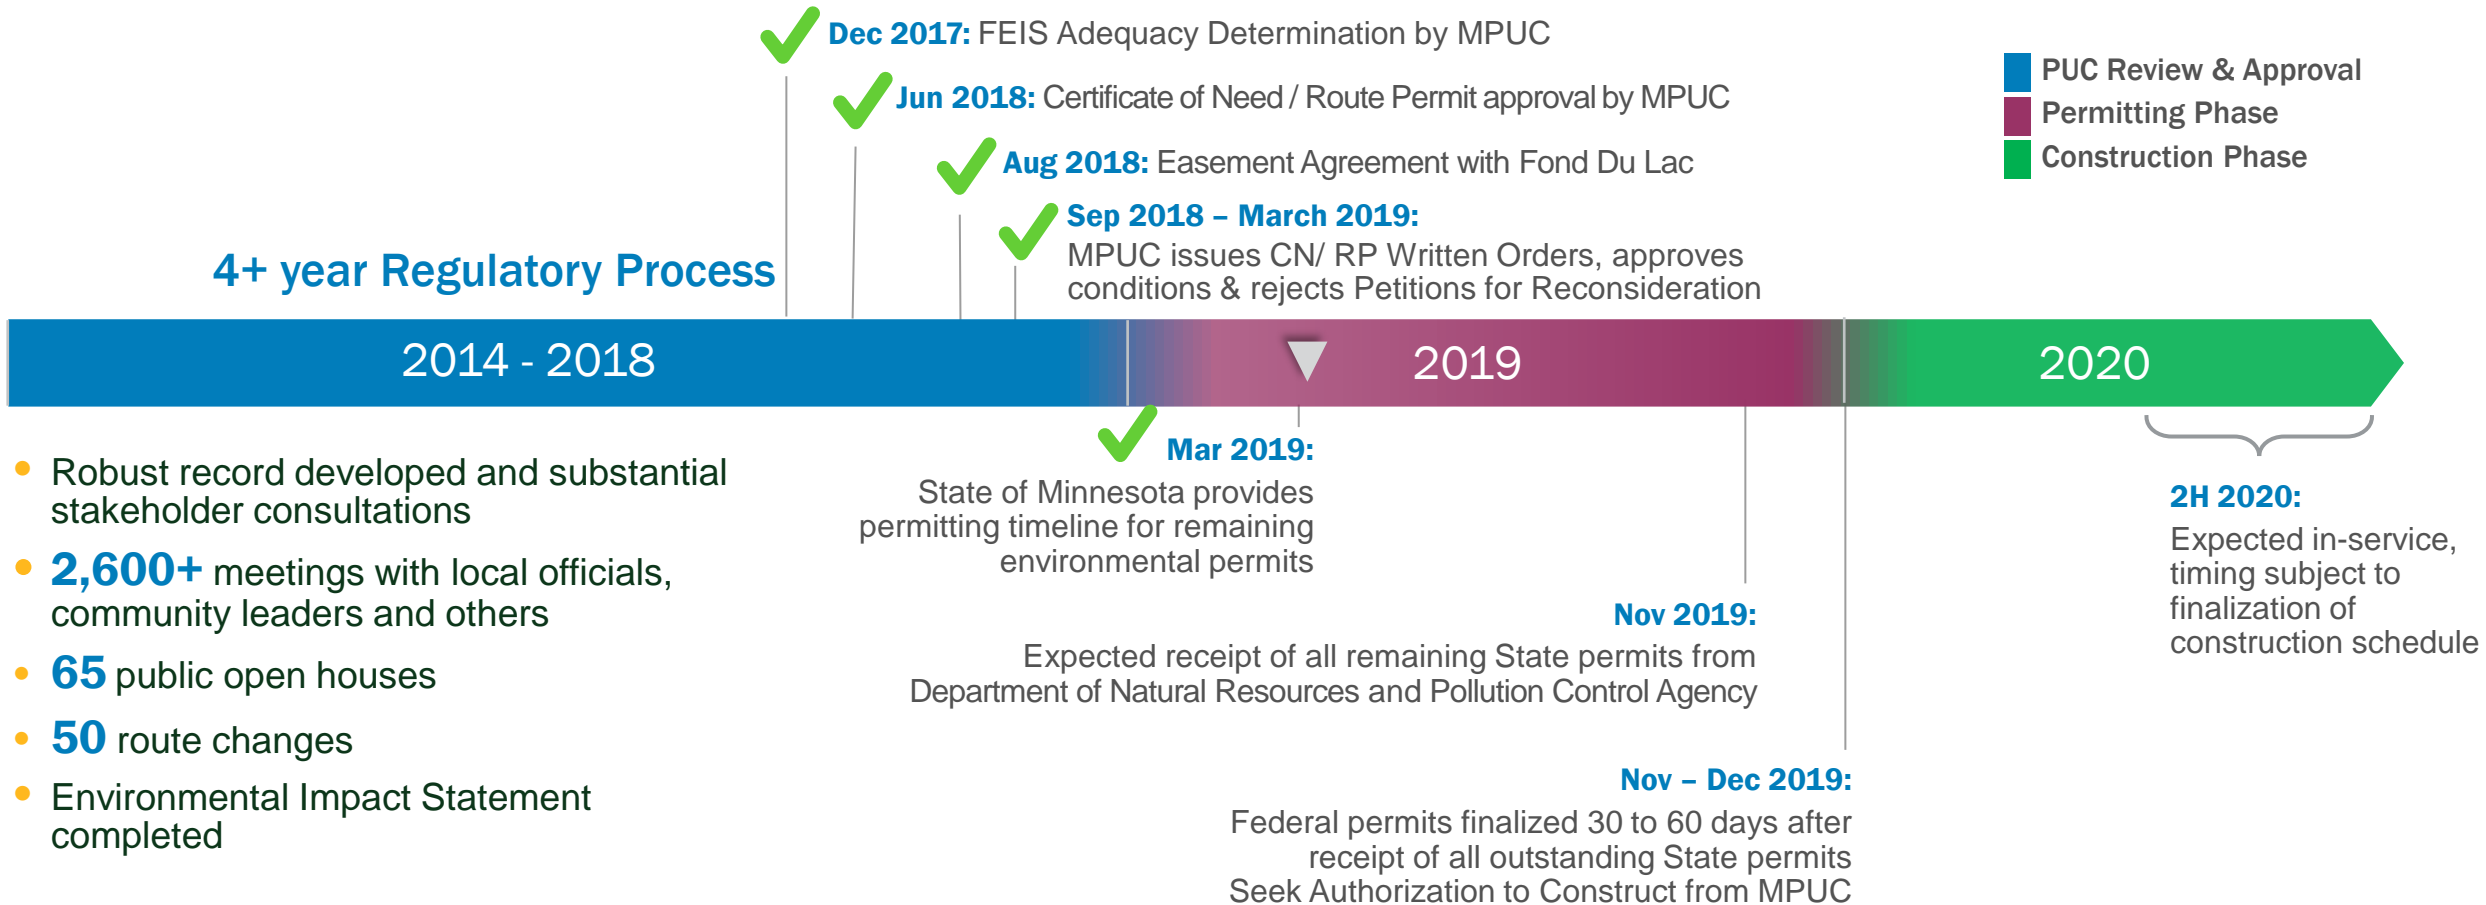 Dec 2017: FEIS Adequacy Determination by MPUC
Jun 2018: Certificate of Need / Route Permit approval by MPUC
Aug 2018: Easement Agreement with Fond Du Lac
Sep 2018 – March 2019:
MPUC issues CN/ RP Written Orders, approves
conditions & rejects Petitions for Reconsideration
PUC Review & Approval
Permitting Phase
Construction Phase
4+ year Regulatory Process
2014 - 2018
2019
2020
• Robust record developed and substantial
stakeholder consultations
• 2,600+ meetings with local officials,
community leaders and others
• 65 public open houses
• 50 route changes
• Environmental Impact Statement
completed
Mar 2019:
State of Minnesota provides
permitting timeline for remaining
environmental permits
Nov 2019:
Expected receipt of all remaining State permits from
Department of Natural Resources and Pollution Control Agency
Nov – Dec 2019:
Federal permits finalized 30 to 60 days after
receipt of all outstanding State permits
Seek Authorization to Construct from MPUC
2H 2020:
Expected in-service,
timing subject to
finalization of
construction schedule